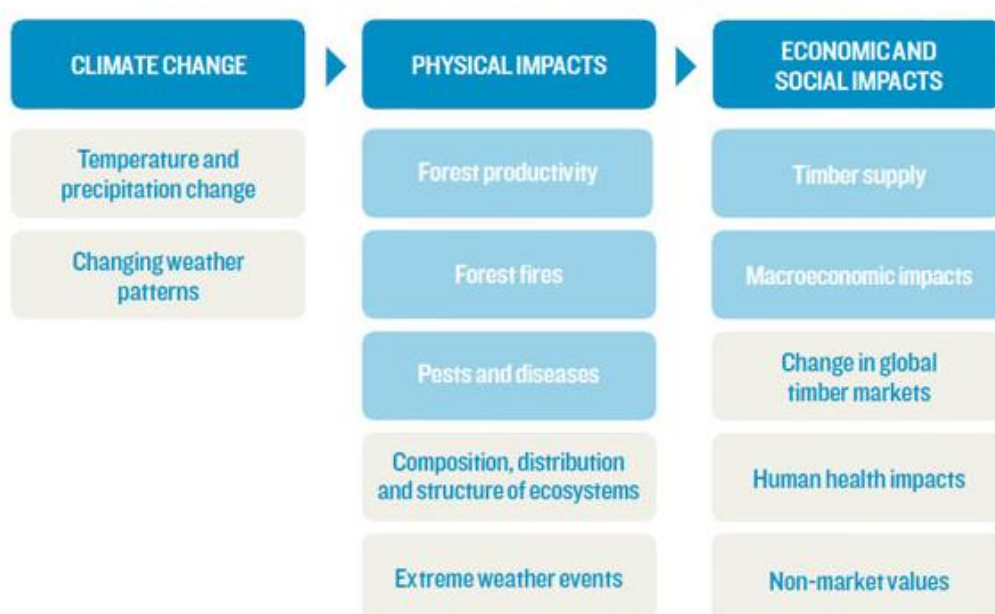 CLIMATE CHANGE
Temperature and
precipitation change
Changing weather
patterns
PHYSICAL IMPACTS
Forest productivity
Forest fires
Pests and diseases
Composition, distribution
and structure of ecosystems
Extreme weather events
ECONOMIC AND
SOCIAL IMPACTS
Timber supply
Macroeconomic impacts
Change in global
timber markets
Human health impacts
Non-market values